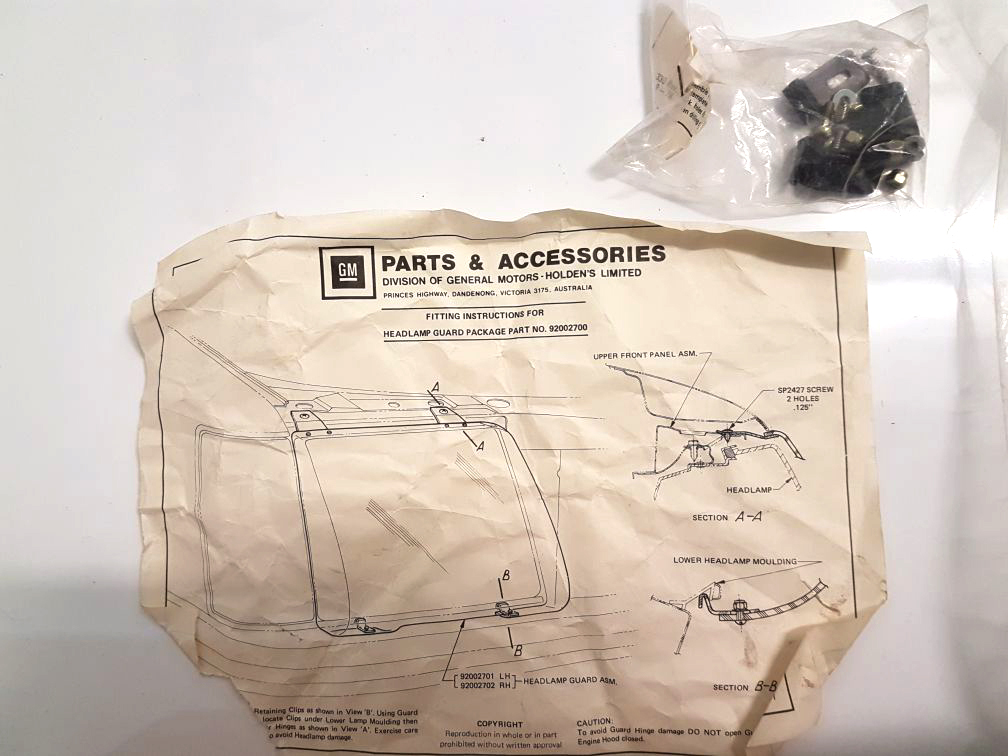 GM
PARTS & ACCESSORIES
DIVISION OF GENERAL MOTORS - HOLDEN'S LIMITED
PRINCES HIGHWAY, DANDENONG, VICTORIA 3175. AUSTRALIA
FITTING INSTRUCTIONS FOR
HEADLAMP GUARD PACKAGE PART NO. 92002700
UPPER FRONT PANEL ASM.
SP2427 SCREW
2 HOLES
.125"
A
A
HEADLAMP
SECTION A-A
LOWER HEADLAMP MOULDING
B
B
92002701 LH
92002702 RH
HEADLAMP GUARD ASM.
SECTION B-B
Retaining Clips as shown in View 'B'. Using Guard
locate Clips under Lower Lamp Moulding then
Hinges as shown in View 'A'. Exercise care
avoid Headlamp damage.
COPYRIGHT
Reproduction in whole or in part
prohibited without written approval
CAUTION:
To avoid Guard Hinge damage DO NOT open
Engine Hood closed.